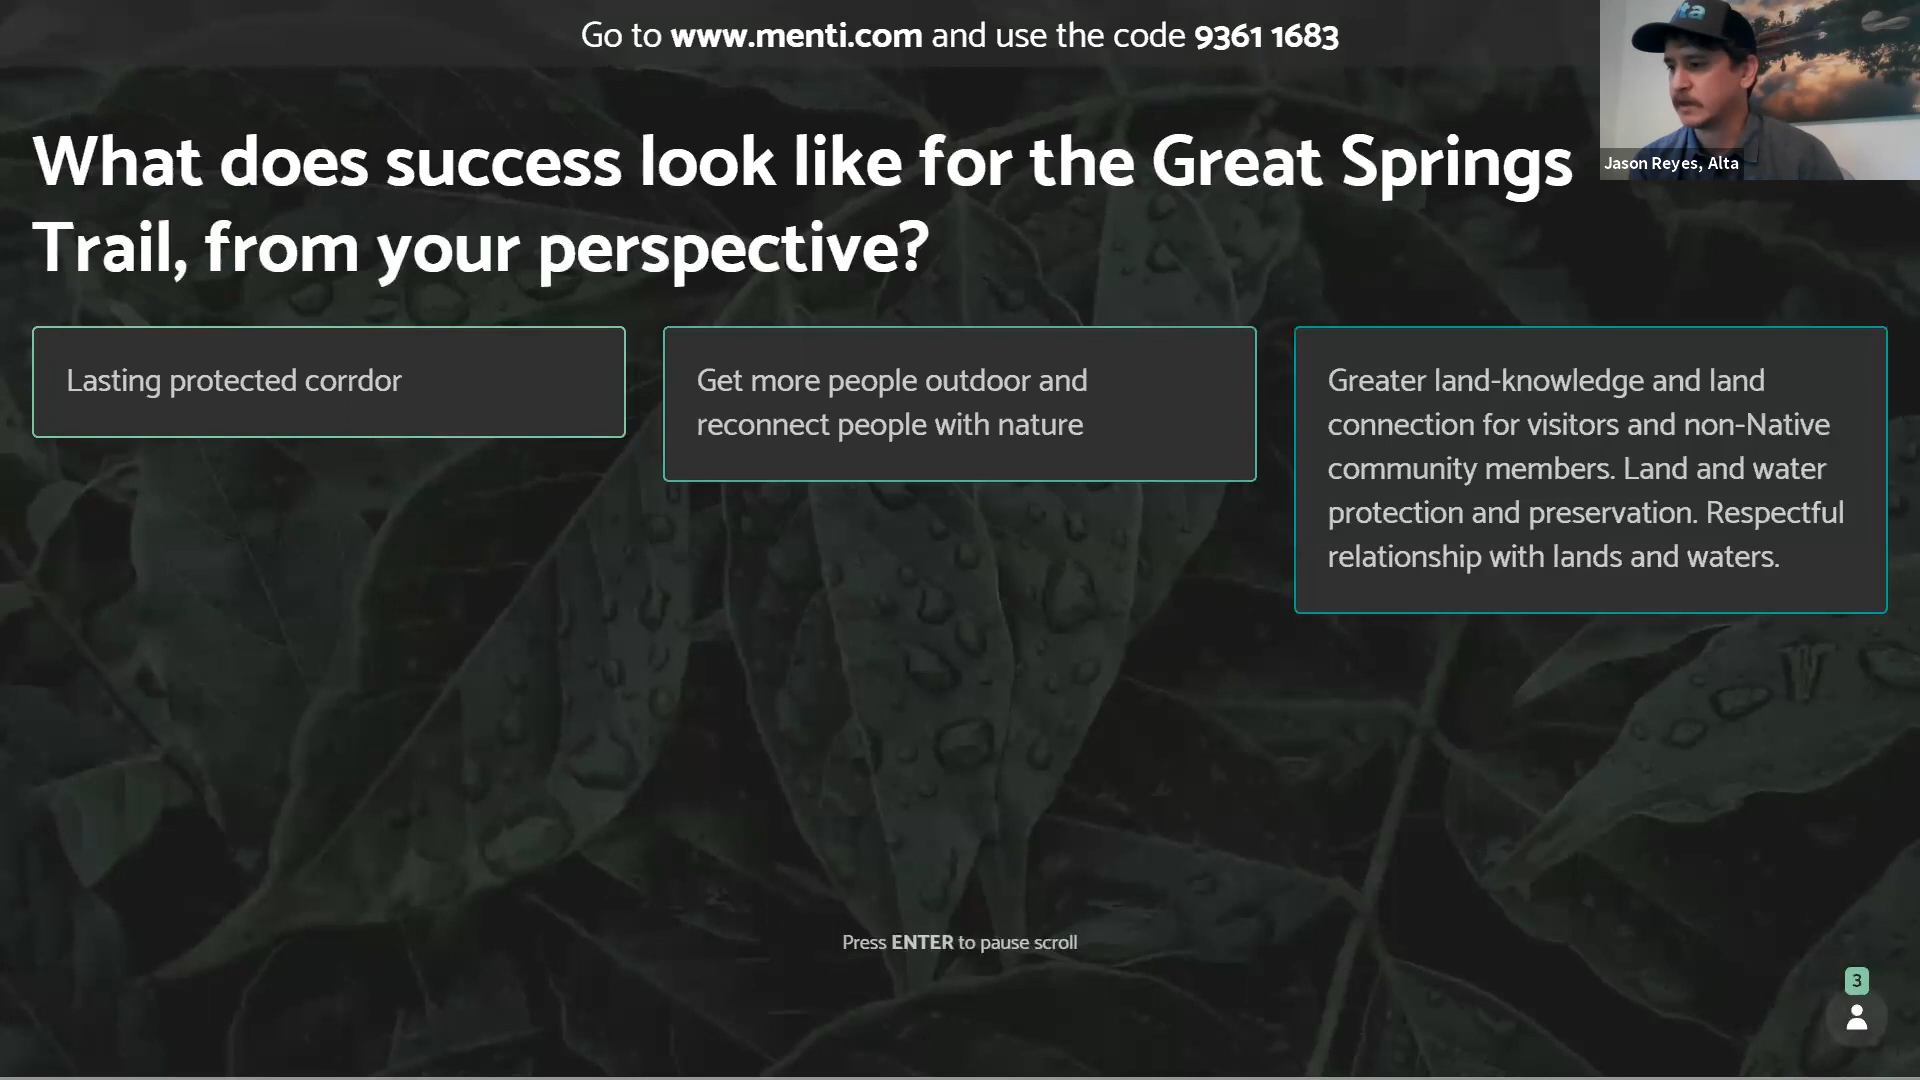 Go to www.menti.com and use the code 9361 1683
What does success look like for the Great Springs
Trail, from your perspective?
Jason Reyes, Alta
Lasting protected corrdor
Get more people outdoor and
reconnect people with nature
Greater land-knowledge and land
connection for visitors and non-Native
community members. Land and water
protection and preservation. Respectful
relationship with lands and waters.
Press ENTER to pause scroll
3